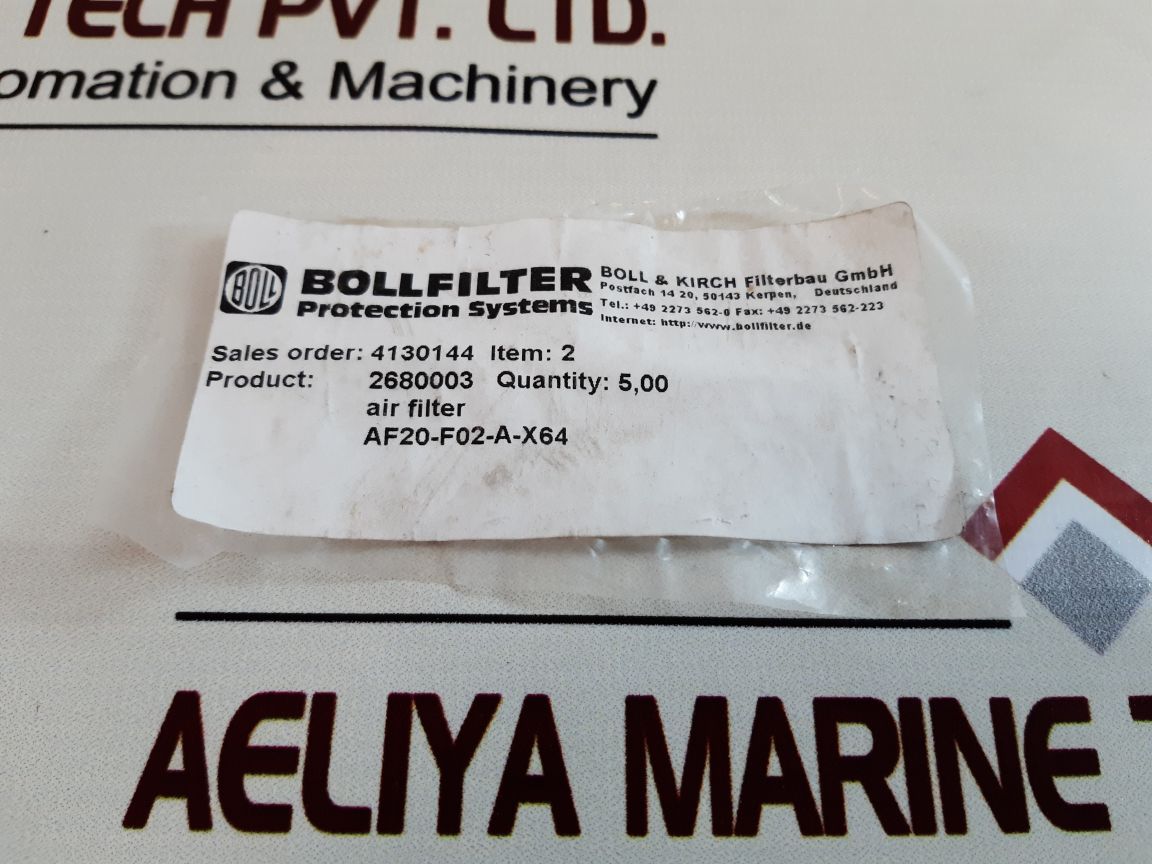 TECH PVT. LTD.
omation & Machinery
BOLL BOLLFILTER
Protection Systems
BOLL & KIRCH Filterbau GmbH
Postfach 14 20, 50143 Kerpen, Deutschland
Tel.: +49 2273 562-0 Fax: +49 2273 562-223
Internet: http://www.bollfilter.de
Sales order: 4130144 Item: 2
Product: 2680003 Quantity: 5,00
air filter
AF20-F02-A-X64
AELIYA MARINE T